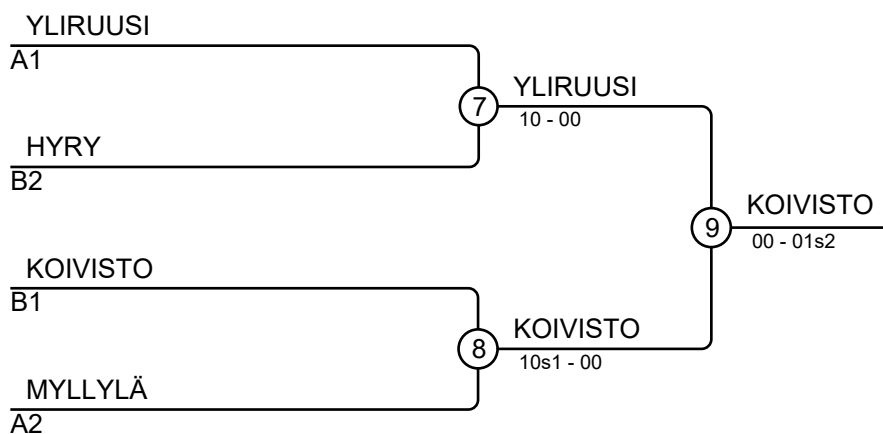 YLIRUUSI
A1
7
YLIRUUSI
10 - 00
HYRY
B2
9
KOIVISTO
00 - 01s2
KOIVISTO
B1
8
KOIVISTO
10s1 - 00
MYLLYLÄ
A2